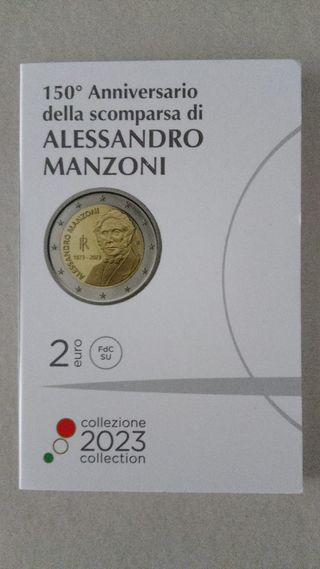 150° Anniversario
della scomparsa di
ALESSANDRO
MANZONI
ALESSANDRO MANZONI
RI
1873 - 2023
2 euro
FdC
SU
collezione
2023
collection